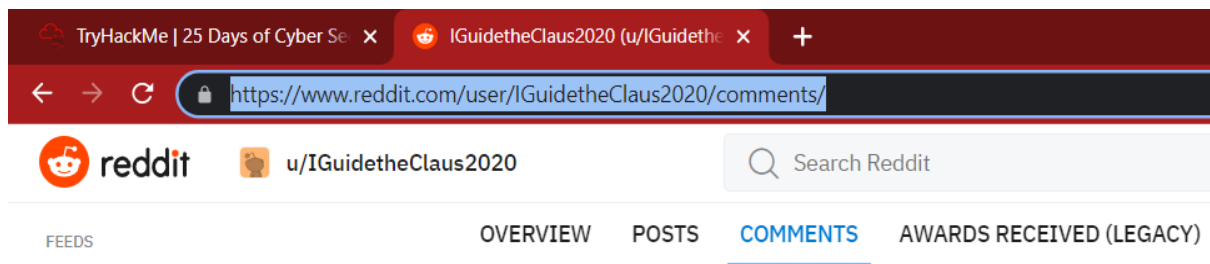 TryHackMe | 25 Days of Cyber Se
IGuidetheClaus2020 (u/IGuidethe
https://www.reddit.com/user/IGuidetheClaus2020/comments/
reddit
u/IGuidetheClaus2020
Search Reddit
FEEDS
OVERVIEW POSTS COMMENTS AWARDS RECEIVED (LEGACY)